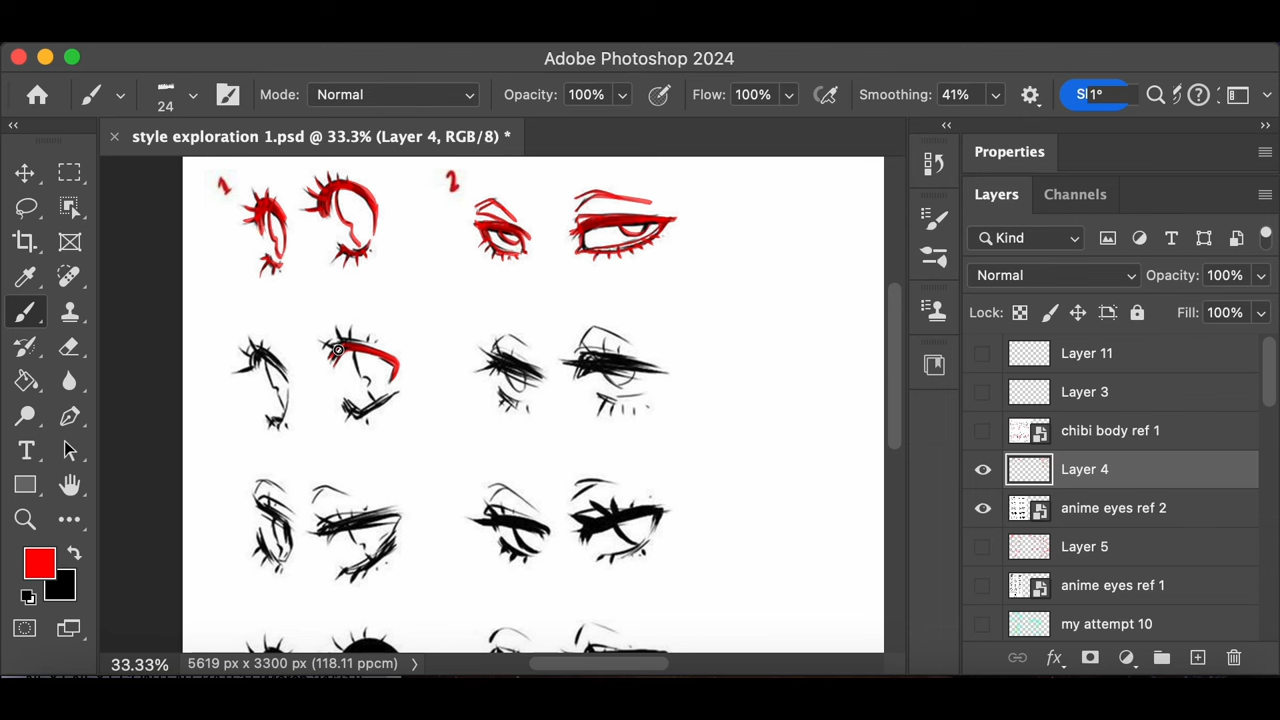 Adobe Photoshop 2024
24
Mode: Normal
Opacity: 100%
Flow: 100%
Smoothing: 41%
1°
style exploration 1.psd @ 33.3% (Layer 4, RGB/8) *
Properties
Layers
Channels
Kind
Normal
Opacity: 100%
Lock:
Fill: 100%
Layer 11
Layer 3
chibi body ref 1
Layer 4
anime eyes ref 2
Layer 5
anime eyes ref 1
my attempt 10
fx
1
2
33.33%
5619 px x 3300 px (118.11 ppcm)